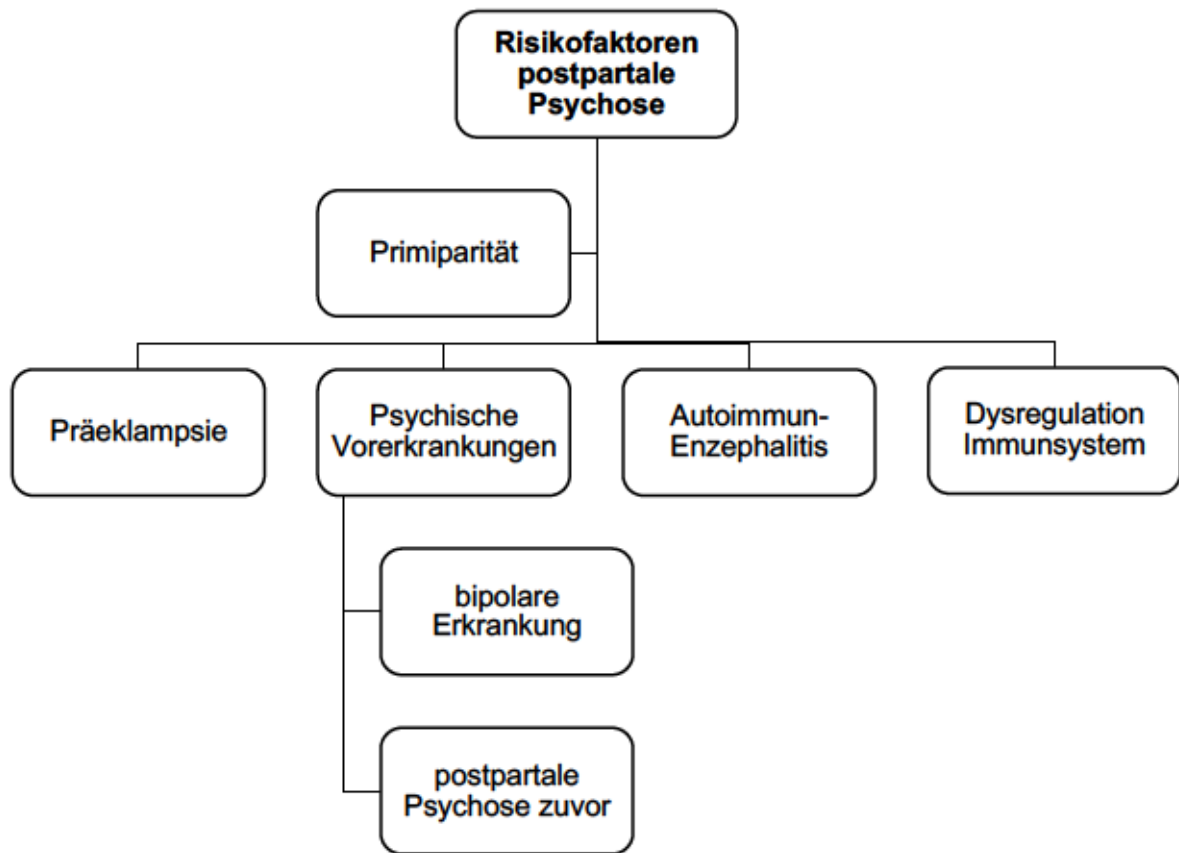 Risikofaktoren
postpartale
Psychose
Primiparität
Präeklampsie
Psychische
Vorerkrankungen
Autoimmun-
Enzephalitis
Dysregulation
Immunsystem
bipolare
Erkrankung
postpartale
Psychose zuvor